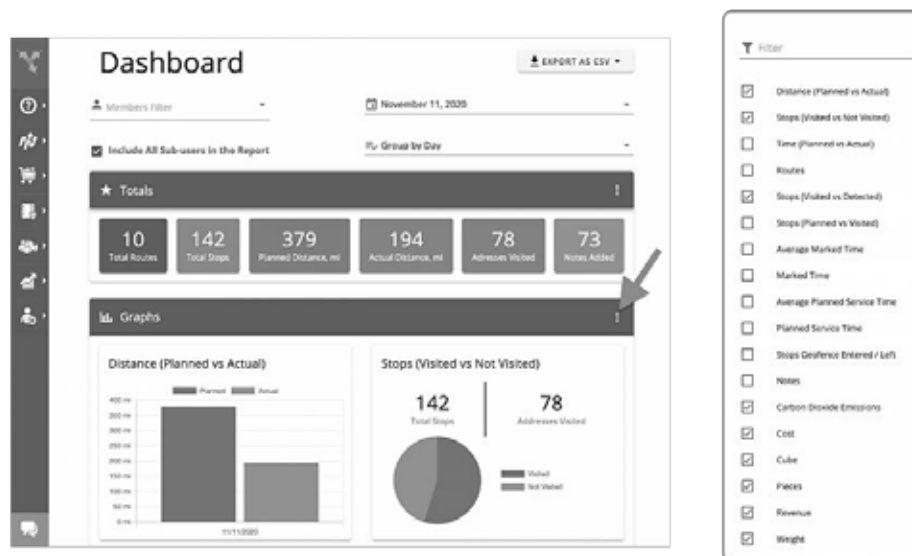 Dashboard
EXPORT AS CSV
Members Filter
November 11, 2020
Include All Sub-users in the Report
Group by Day
Totals
10
Total Routes
142
Total Stops
379
Planned Distance, mi
194
Actual Distance, mi
78
Adresses Visited
73
Notes Added
Graphs
Distance (Planned vs Actual)
Planned Actual
400 mi
350 mi
300 mi
250 mi
200 mi
150 mi
100 mi
50 mi
0 mi
11/11/2020
Stops (Visited vs Not Visited)
142
Total Stops
78
Addresses Visited
Visited
Not Visited
Filter
Distance (Planned vs Actual)
Stops (Visited vs Not Visited)
Time (Planned vs Actual)
Routes
Stops (Visited vs Detected)
Stops (Planned vs Visited)
Average Marked Time
Marked Time
Average Planned Service Time
Planned Service Time
Stops Geofence Entered / Left
Notes
Carbon Dioxide Emissions
Cost
Cube
Pieces
Revenue
Weight